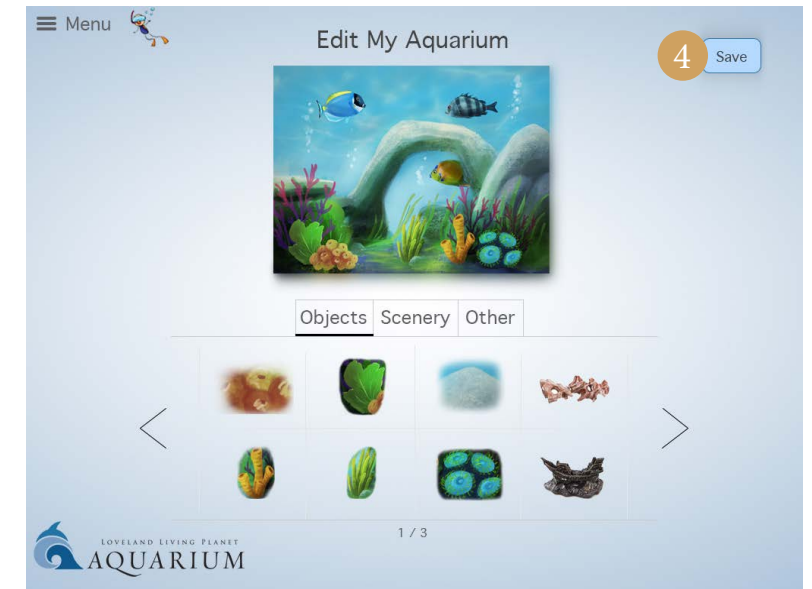 Menu
Edit My Aquarium
4
Save
Objects
Scenery
Other
1 / 3
LOVELAND LIVING PLANET
AQUARIUM